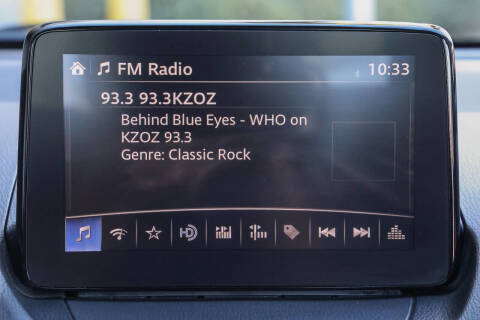 FM Radio 10:33
93.3 93.3KZOZ
Behind Blue Eyes - WHO on
KZOZ 93.3
Genre: Classic Rock
HD